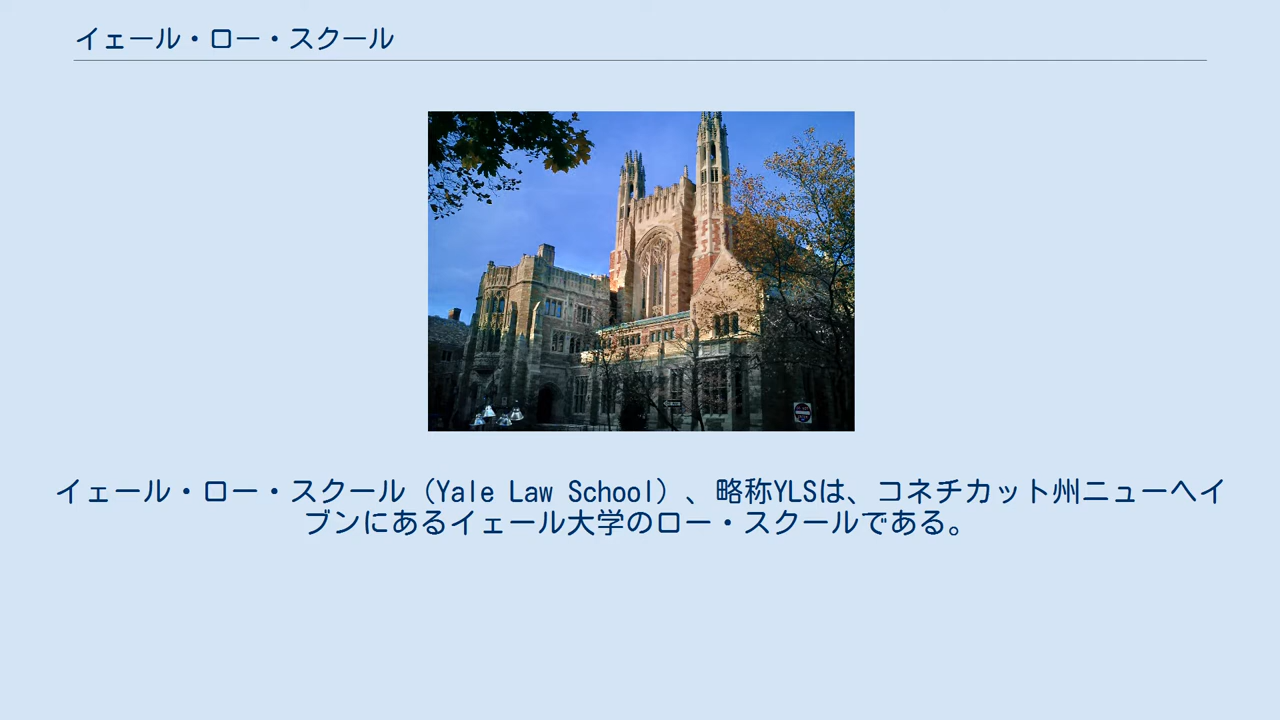 イェール・ロー・スクール
イェール・ロー・スクール（Yale Law School）、略称YLSは、コネチカット州ニューヘイ
ブンにあるイェール大学のロー・スクールである。